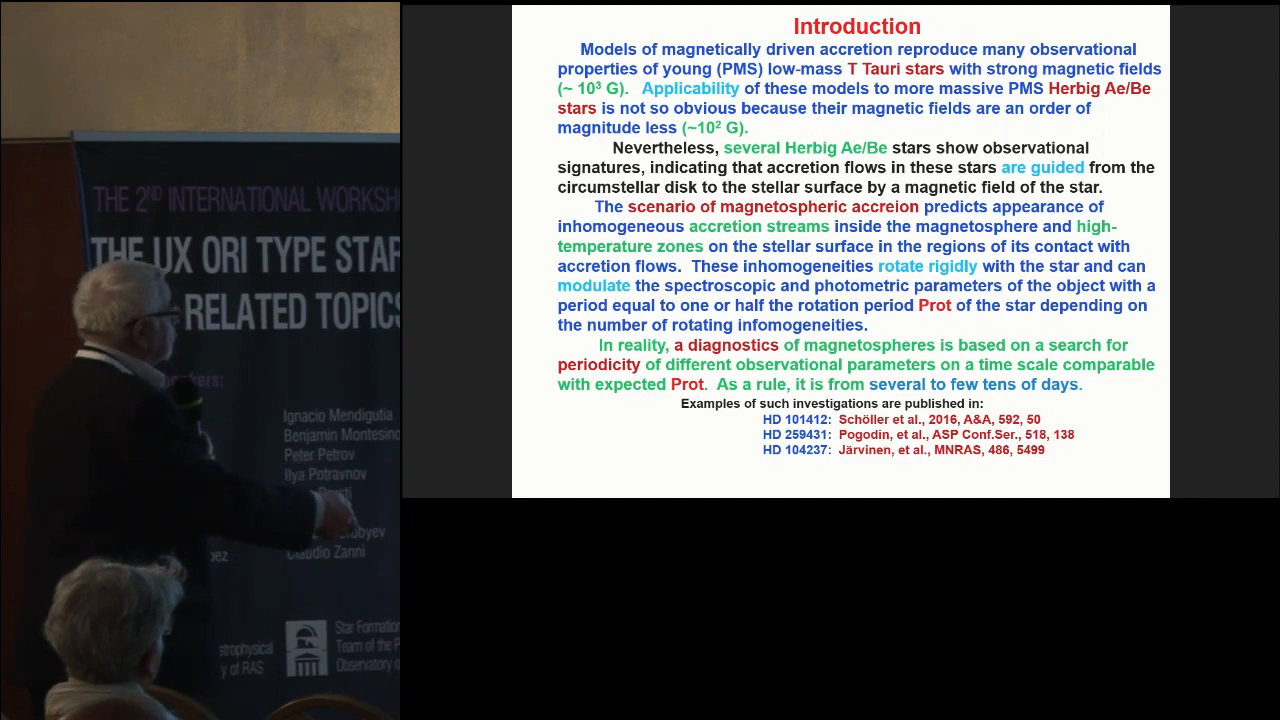 THE 2ND INTERNATIONAL WORKSH
THE UX ORI TYPE STAR
RELATED TOPICS
Ignacio Mendigutia
Benjamin Montesino
Peter Petrov
Ilya Potravnov
Claudio Zanni
Star Formation
Team of the P
Observatory o
strophysical
y of RAS
Introduction
Models of magnetically driven accretion reproduce many observational
properties of young (PMS) low-mass T Tauri stars with strong magnetic fields
(~ 10³ G). Applicability of these models to more massive PMS Herbig Ae/Be
stars is not so obvious because their magnetic fields are an order of
magnitude less (~10² G).
Nevertheless, several Herbig Ae/Be stars show observational
signatures, indicating that accretion flows in these stars are guided from the
circumstellar disk to the stellar surface by a magnetic field of the star.
The scenario of magnetospheric accreion predicts appearance of
inhomogeneous accretion streams inside the magnetosphere and high-
temperature zones on the stellar surface in the regions of its contact with
accretion flows. These inhomogeneities rotate rigidly with the star and can
modulate the spectroscopic and photometric parameters of the object with a
period equal to one or half the rotation period Prot of the star depending on
the number of rotating infomogeneities.
In reality, a diagnostics of magnetospheres is based on a search for
periodicity of different observational parameters on a time scale comparable
with expected Prot. As a rule, it is from several to few tens of days.
Examples of such investigations are published in:
HD 101412: Schöller et al., 2016, A&A, 592, 50
HD 259431: Pogodin, et al., ASP Conf.Ser., 518, 138
HD 104237: Järvinen, et al., MNRAS, 486, 5499